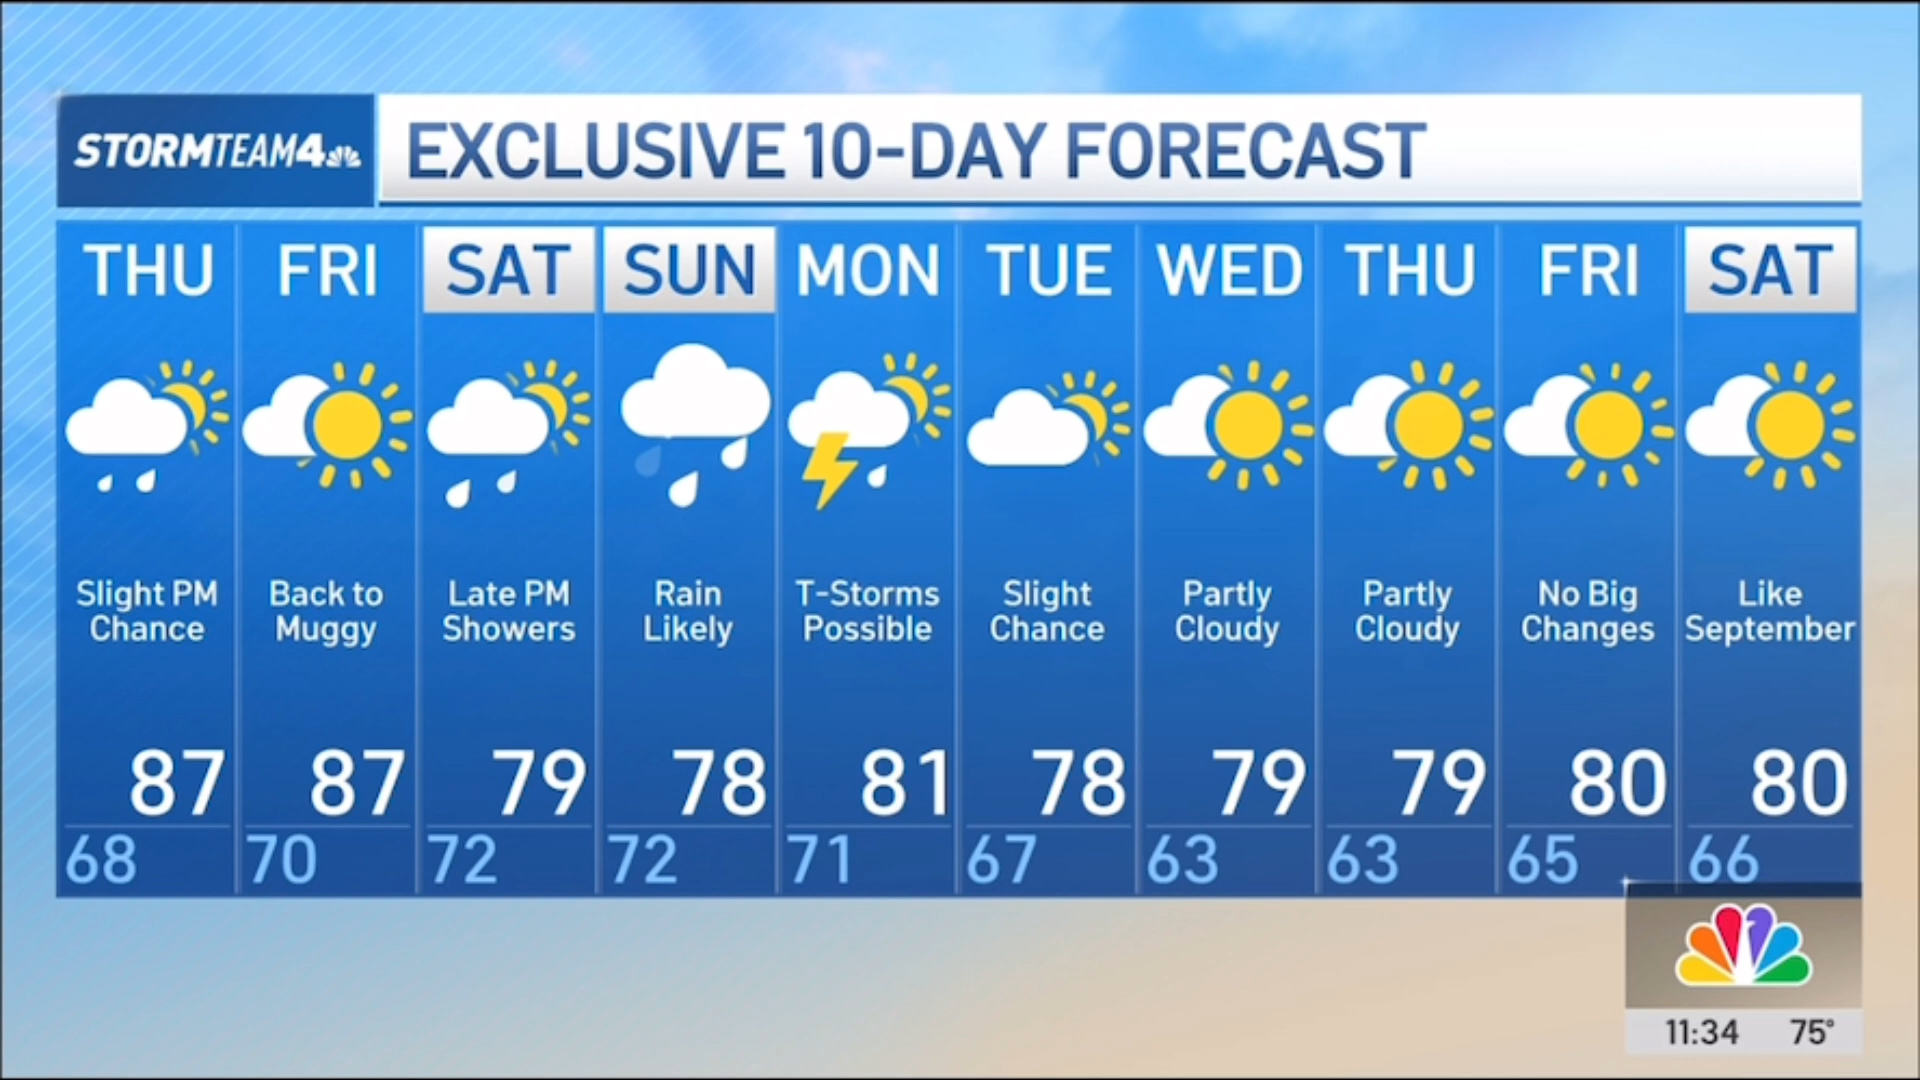 STORMTEAM4
EXCLUSIVE 10-DAY FORECAST
THU FRI SAT SUN MON TUE WED THU FRI SAT
Slight PM Back to Late PM Rain T-Storms Slight Partly Partly No Big Like
Chance Muggy Showers Likely Possible Chance Cloudy Cloudy Changes September
87 87 79 78 81 78 79 79 80 80
68 70 72 72 71 67 63 63 65 66
11:34 75°